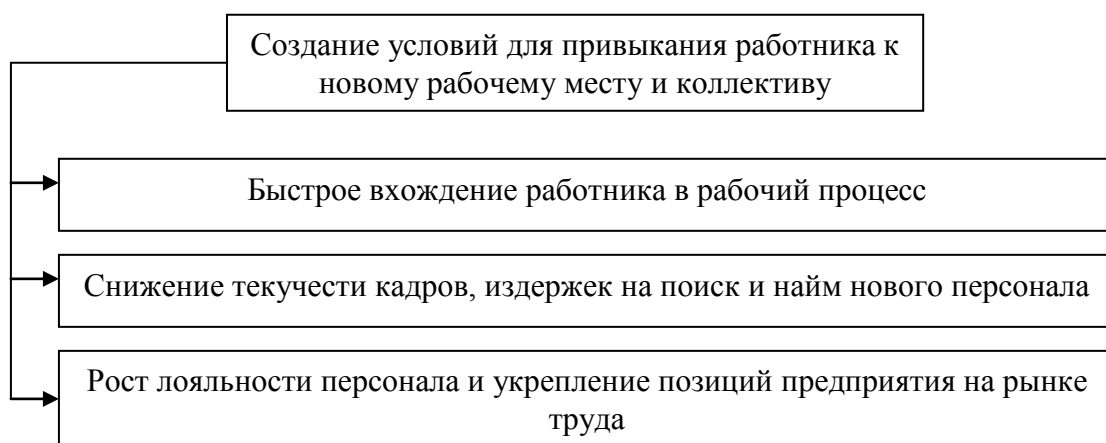 Создание условий для привыкания работника к
новому рабочему месту и коллективу
Быстрое вхождение работника в рабочий процесс
Снижение текучести кадров, издержек на поиск и найм нового персонала
Рост лояльности персонала и укрепление позиций предприятия на рынке
труда